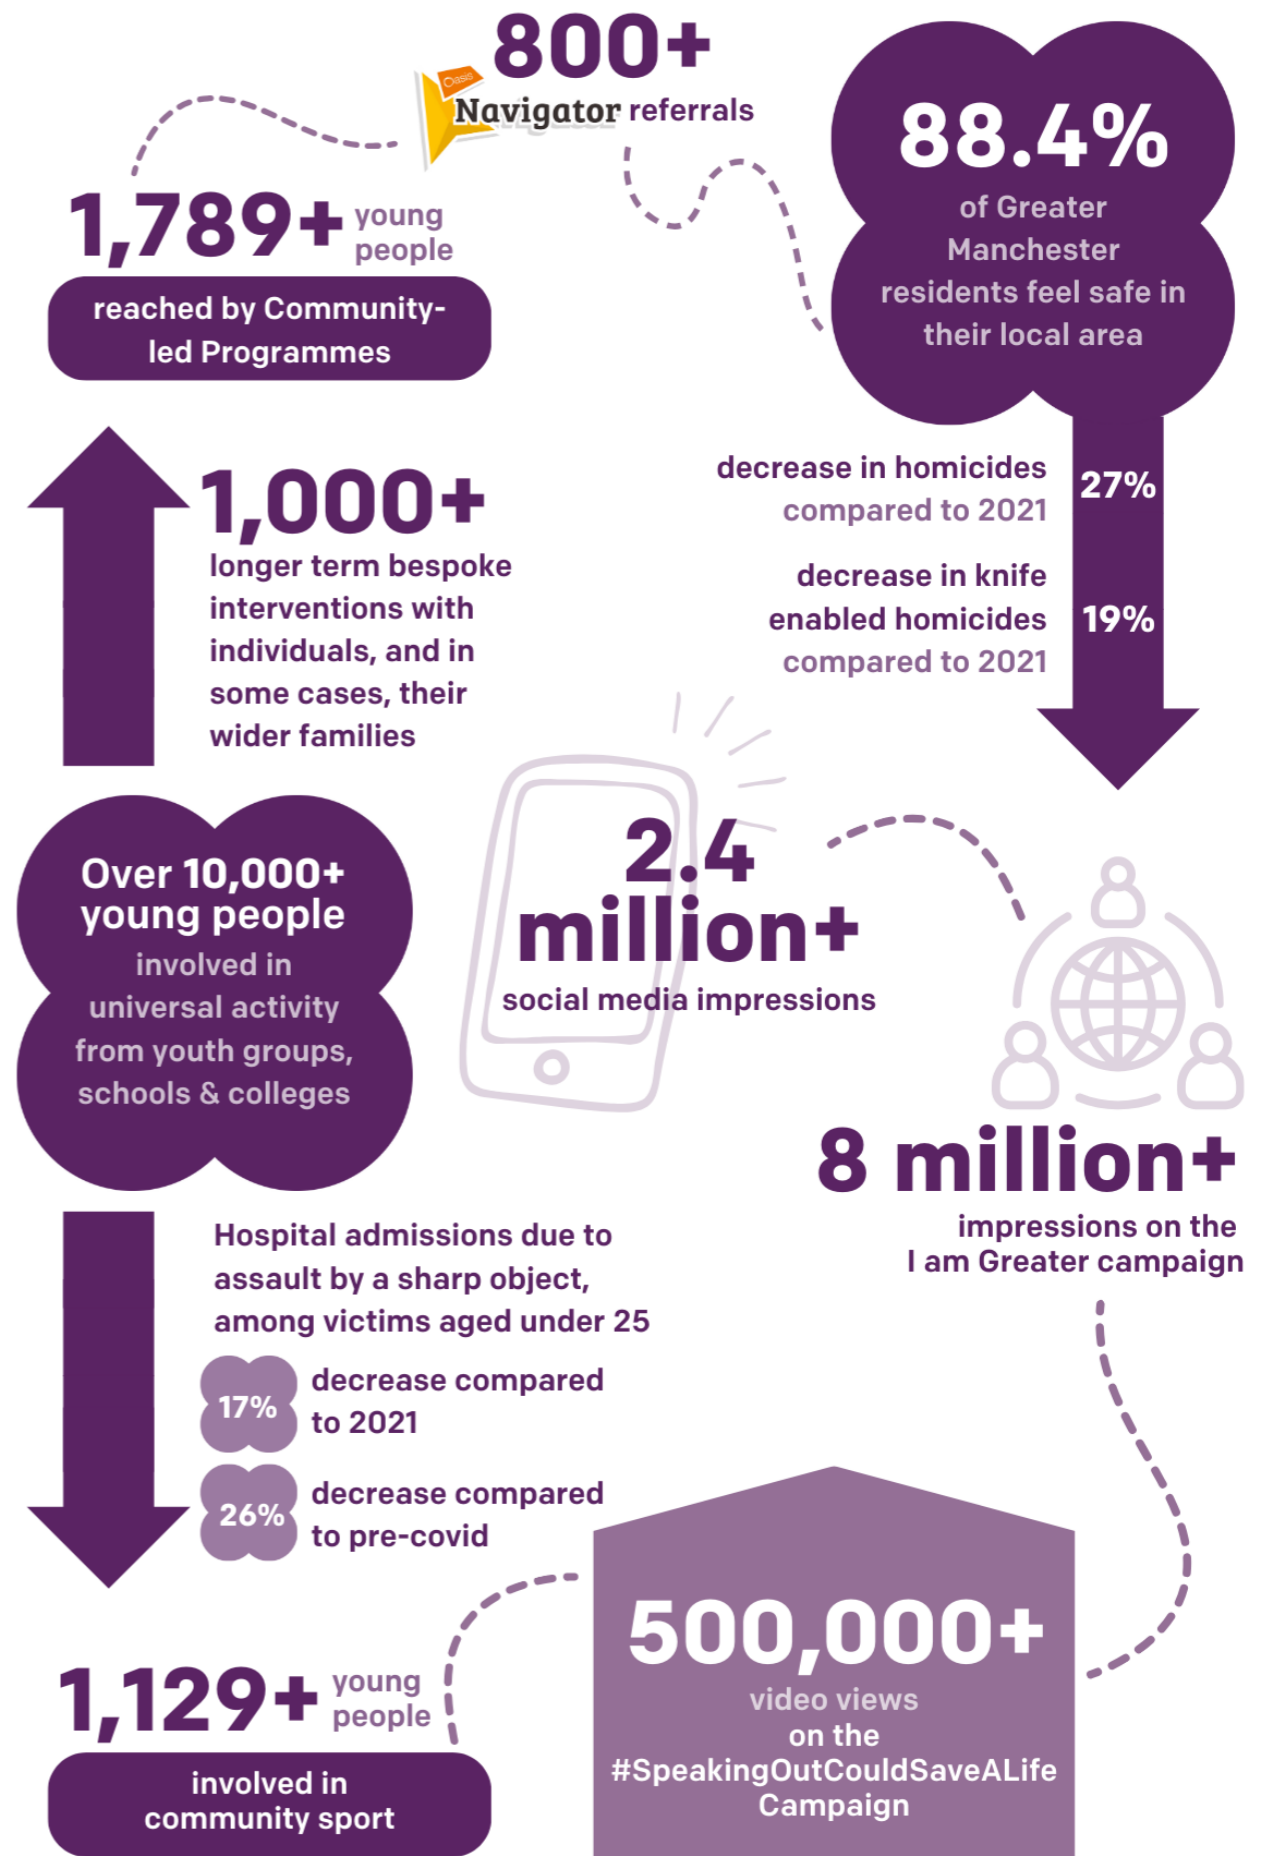 800+
Oasis
Navigator referrals
88.4%
of Greater
Manchester
residents feel safe in
their local area
1,789+ young
people
reached by Community-
led Programmes
1,000+
longer term bespoke
interventions with
individuals, and in
some cases, their
wider families
decrease in homicides
compared to 2021
27%
decrease in knife
enabled homicides
compared to 2021
19%
Over 10,000+
young people
involved in
universal activity
from youth groups,
schools & colleges
2.4
million+
social media impressions
8 million+
impressions on the
I am Greater campaign
Hospital admissions due to
assault by a sharp object,
among victims aged under 25
17%
decrease compared
to 2021
26%
decrease compared
to pre-covid
500,000+
video views
on the
#SpeakingOutCouldSaveALife
Campaign
1,129+ young
people
involved in
community sport